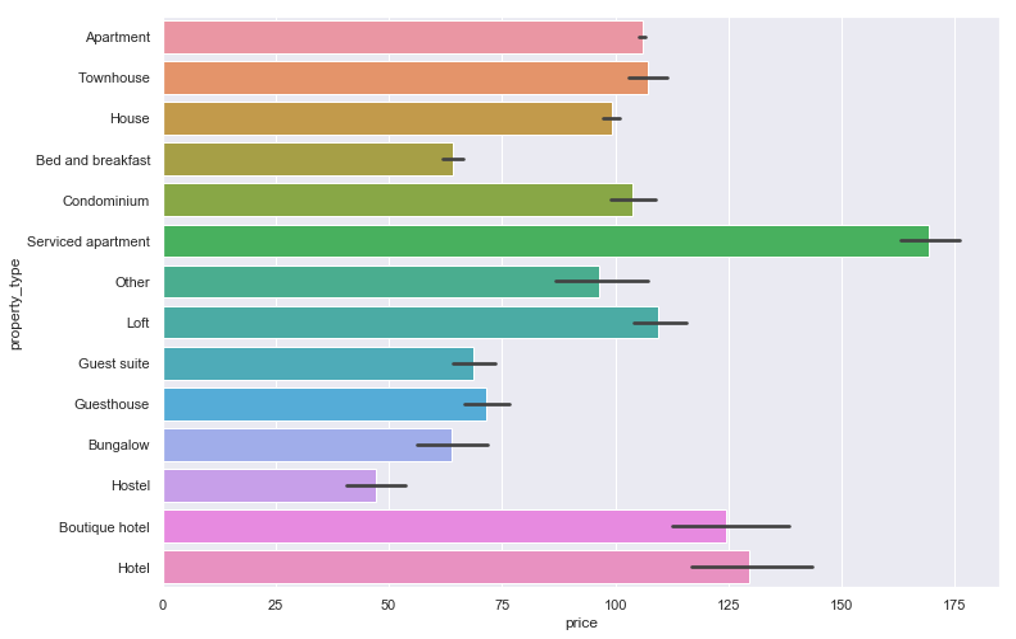 Apartment
Townhouse
House
Bed and breakfast
Condominium
Serviced apartment
Other
Loft
Guest suite
Guesthouse
Bungalow
Hostel
Boutique hotel
Hotel
property_type
0 25 50 75 100 125 150 175
price